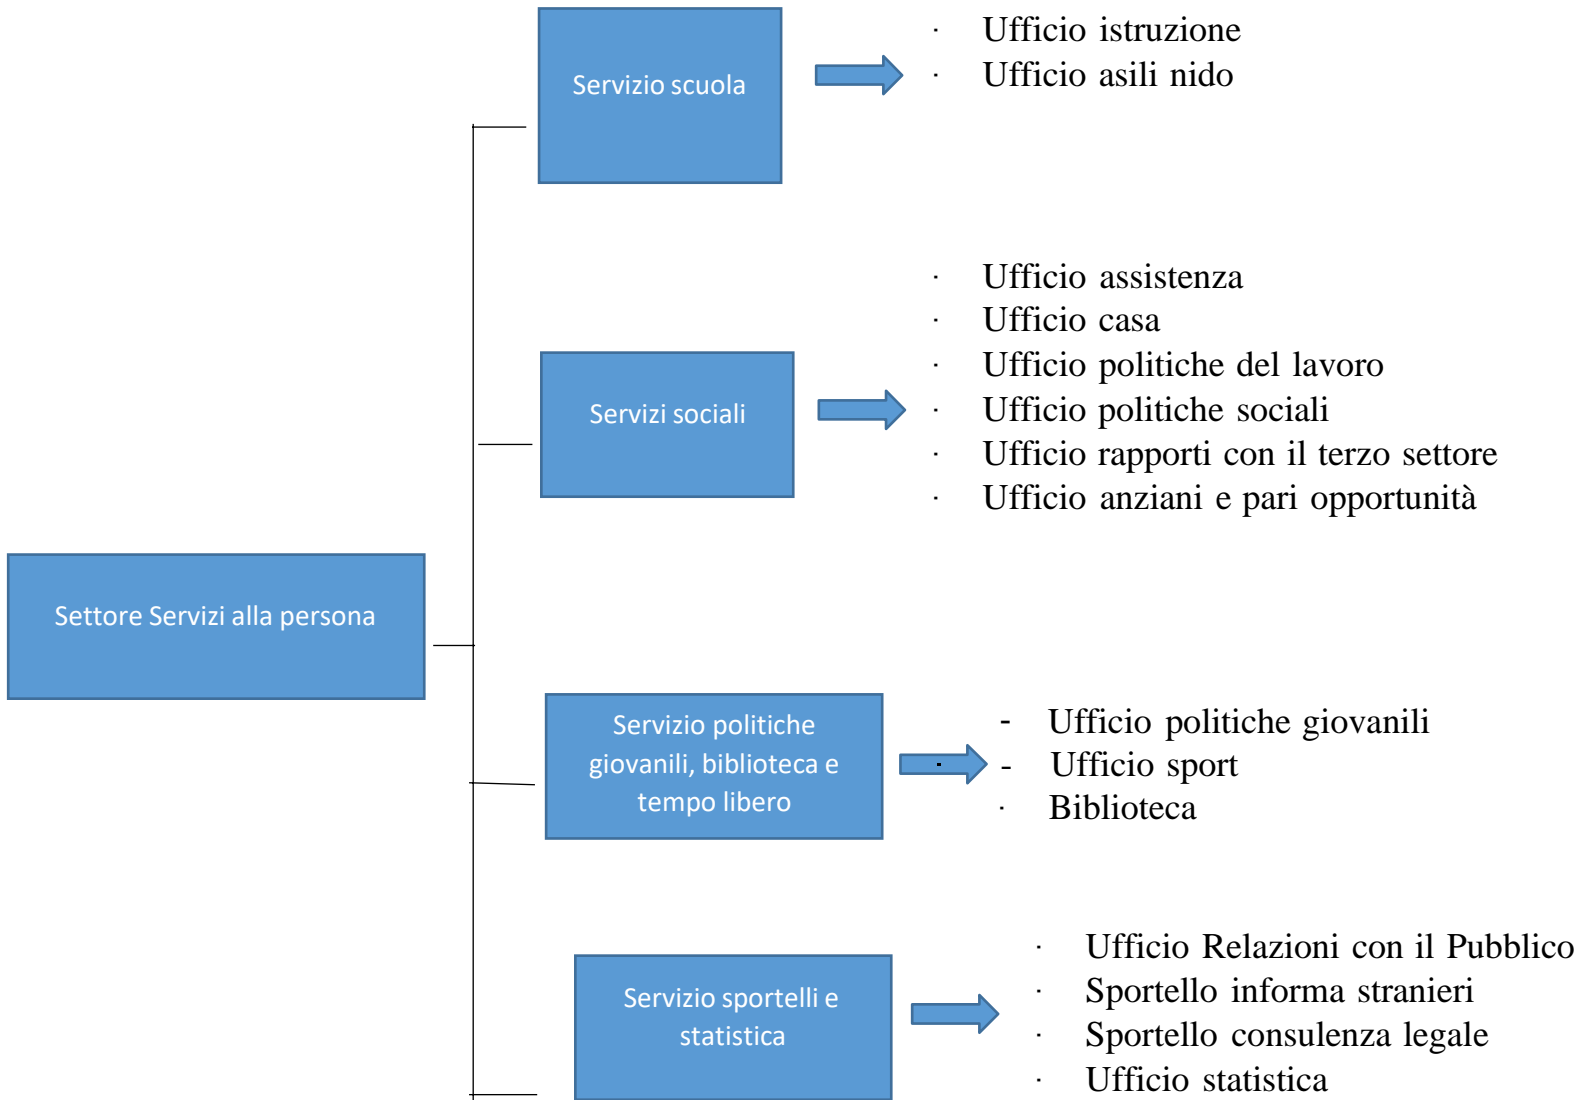 Servizio scuola
· Ufficio istruzione
· Ufficio asili nido
Servizi sociali
· Ufficio assistenza
· Ufficio casa
· Ufficio politiche del lavoro
· Ufficio politiche sociali
· Ufficio rapporti con il terzo settore
· Ufficio anziani e pari opportunità
Settore Servizi alla persona
Servizio politiche
giovanili, biblioteca e
tempo libero
- Ufficio politiche giovanili
- Ufficio sport
· Biblioteca
Servizio sportelli e
statistica
· Ufficio Relazioni con il Pubblico
· Sportello informa stranieri
· Sportello consulenza legale
· Ufficio statistica